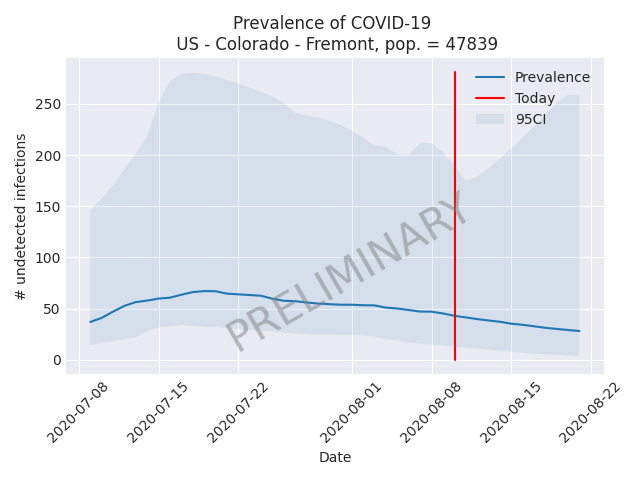 Prevalence of COVID-19
US - Colorado - Fremont, pop. = 47839
Prevalence
Today
95CI
# undetected infections
250
200
150
100
50
0
PRELIMINARY
2020-07-08
2020-07-15
2020-07-22
2020-08-01
2020-08-08
2020-08-15
2020-08-22
Date